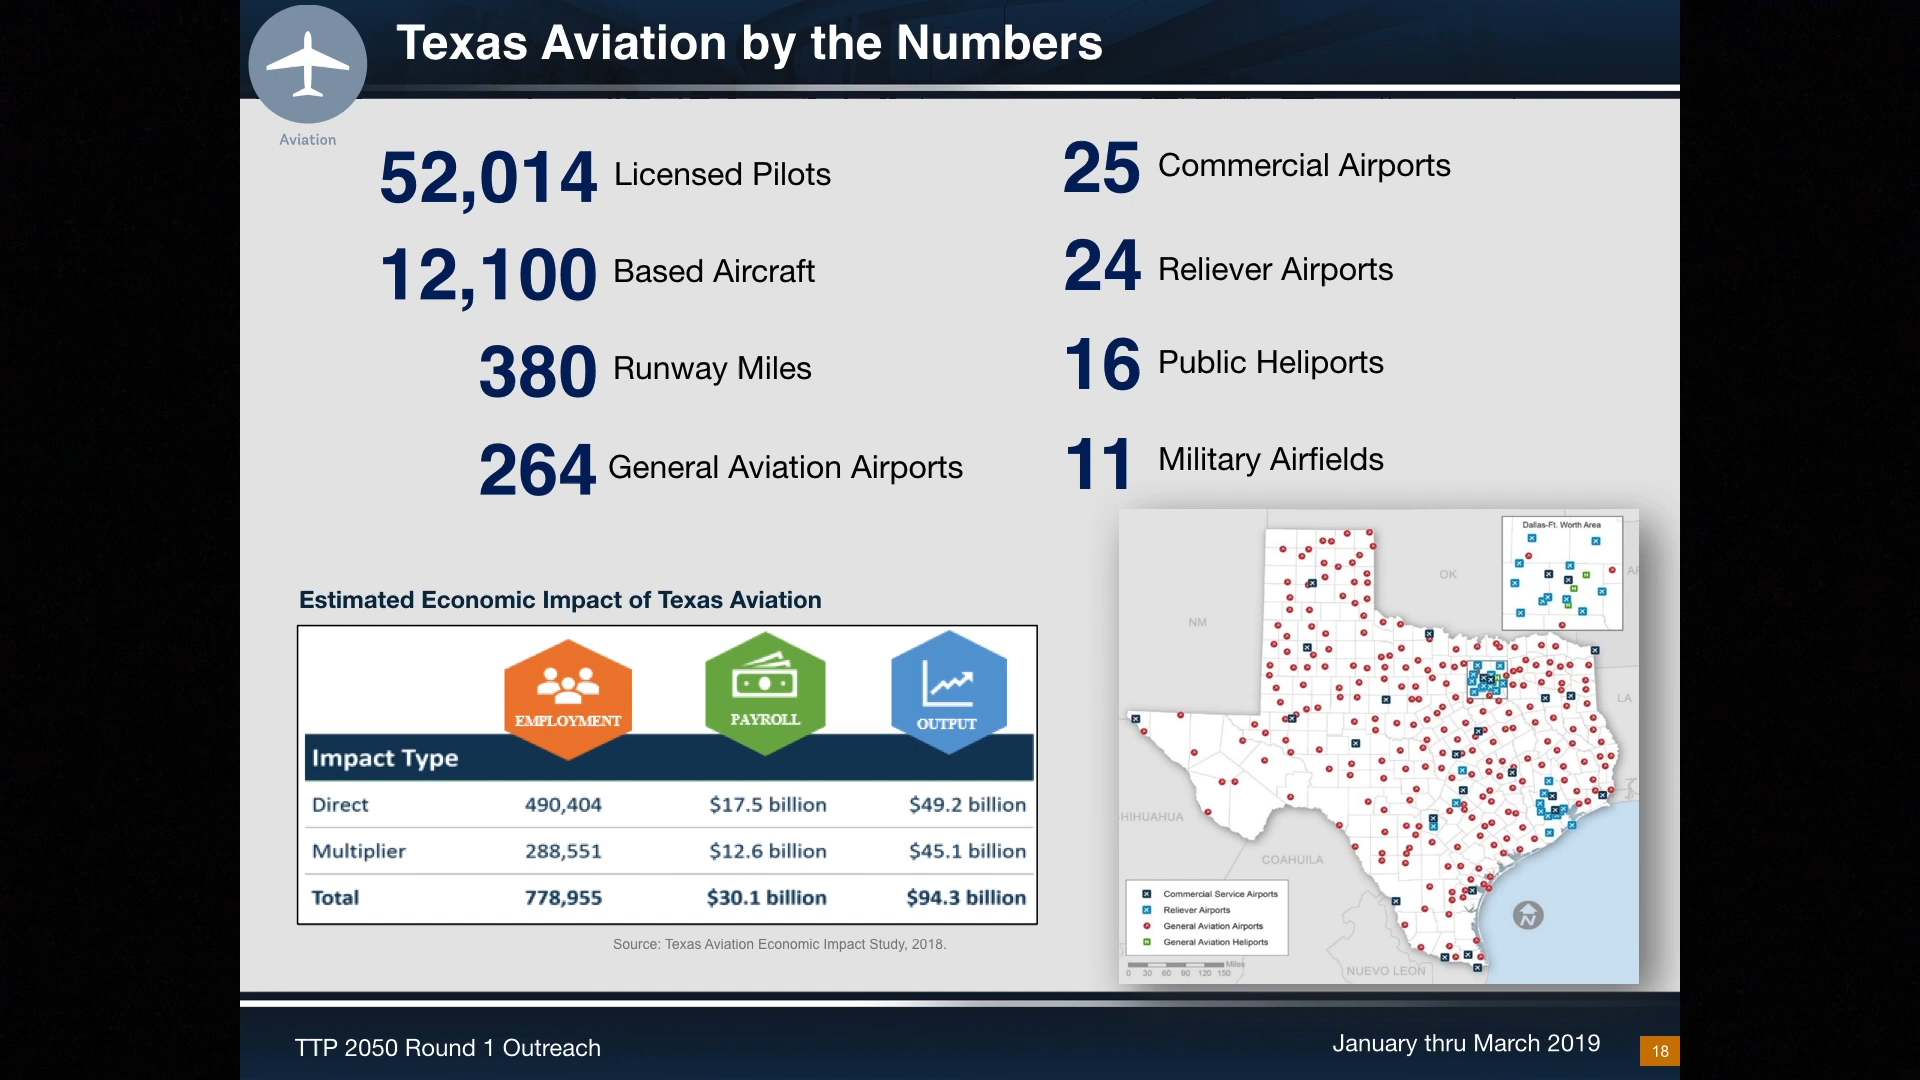 Texas Aviation by the Numbers
Aviation
52,014 Licensed Pilots
12,100 Based Aircraft
380 Runway Miles
264 General Aviation Airports
25 Commercial Airports
24 Reliever Airports
16 Public Heliports
11 Military Airfields
Estimated Economic Impact of Texas Aviation
EMPLOYMENT PAYROLL OUTPUT
Impact Type
Direct 490,404 $17.5 billion $49.2 billion
Multiplier 288,551 $12.6 billion $45.1 billion
Total 778,955 $30.1 billion $94.3 billion
Source: Texas Aviation Economic Impact Study, 2018.
Dallas-Ft. Worth Area
OK
NM
LA
HIHUAHUA
COAHUILA
NUEVO LEON
N
Commercial Service Airports
Reliever Airports
General Aviation Airports
General Aviation Heliports
Miles
0 30 60 90 120 150
TTP 2050 Round 1 Outreach
January thru March 2019
18